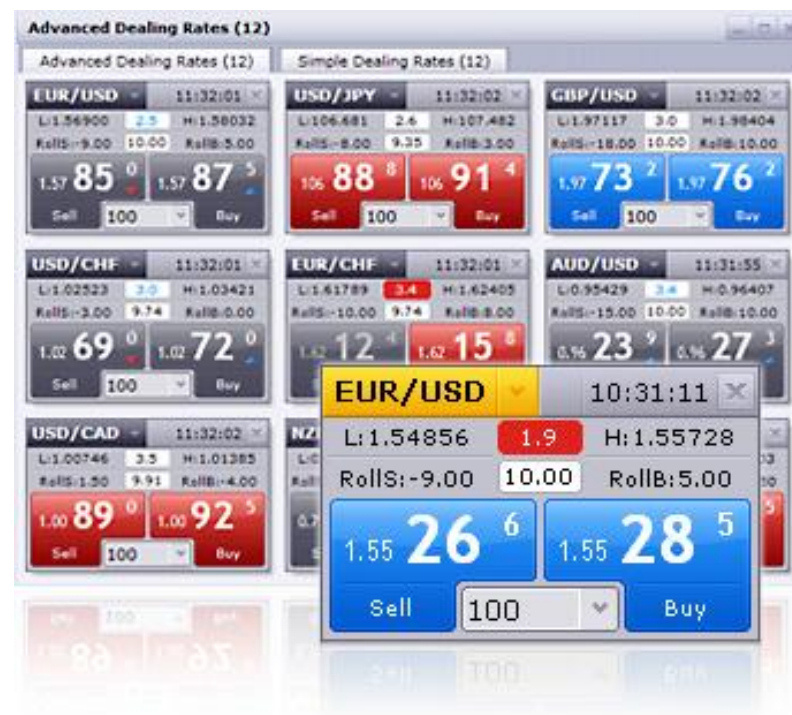 Advanced Dealing Rates (12)
Advanced Dealing Rates (12) Simple Dealing Rates (12)
EUR/USD 11:32:01
L:1.56900 2.5 H:1.58032
RollS:-9.00 10.00 RollB:5.00
1.57 85 0 1.57 87 5
Sell 100 Buy
USD/JPY 11:32:02
L:106.681 2.6 H:107.482
RollS:-8.00 9.35 RollB:3.00
106 88 8 106 91 4
Sell 100 Buy
GBP/USD 11:32:02
L:1.97117 3.0 H:1.98404
RollS:-18.00 10.00 RollB:10.00
1.97 73 2 1.97 76 2
Sell 100 Buy
USD/CHF 11:32:01
L:1.02523 3.0 H:1.03421
RollS:-3.00 9.74 RollB:0.00
1.02 69 0 1.02 72 0
Sell 100 Buy
EUR/CHF 11:32:01
L:1.61789 3.4 H:1.62405
RollS:-10.00 9.74 RollB:8.00
1.62 12 4 1.62 15 8
AUD/USD 11:31:55
L:0.95429 3.4 H:0.96407
RollS:-15.00 10.00 RollB:10.00
0.96 23 9 0.96 27 3
USD/CAD 11:32:02
L:1.00746 3.5 H:1.01385
RollS:1.50 9.91 RollB:-4.00
1.00 89 0 1.00 92 5
Sell 100 Buy
EUR/USD 10:31:11
L:1.54856 1.9 H:1.55728
RollS:-9.00 10.00 RollB:5.00
1.55 26 6 1.55 28 5
Sell 100 Buy